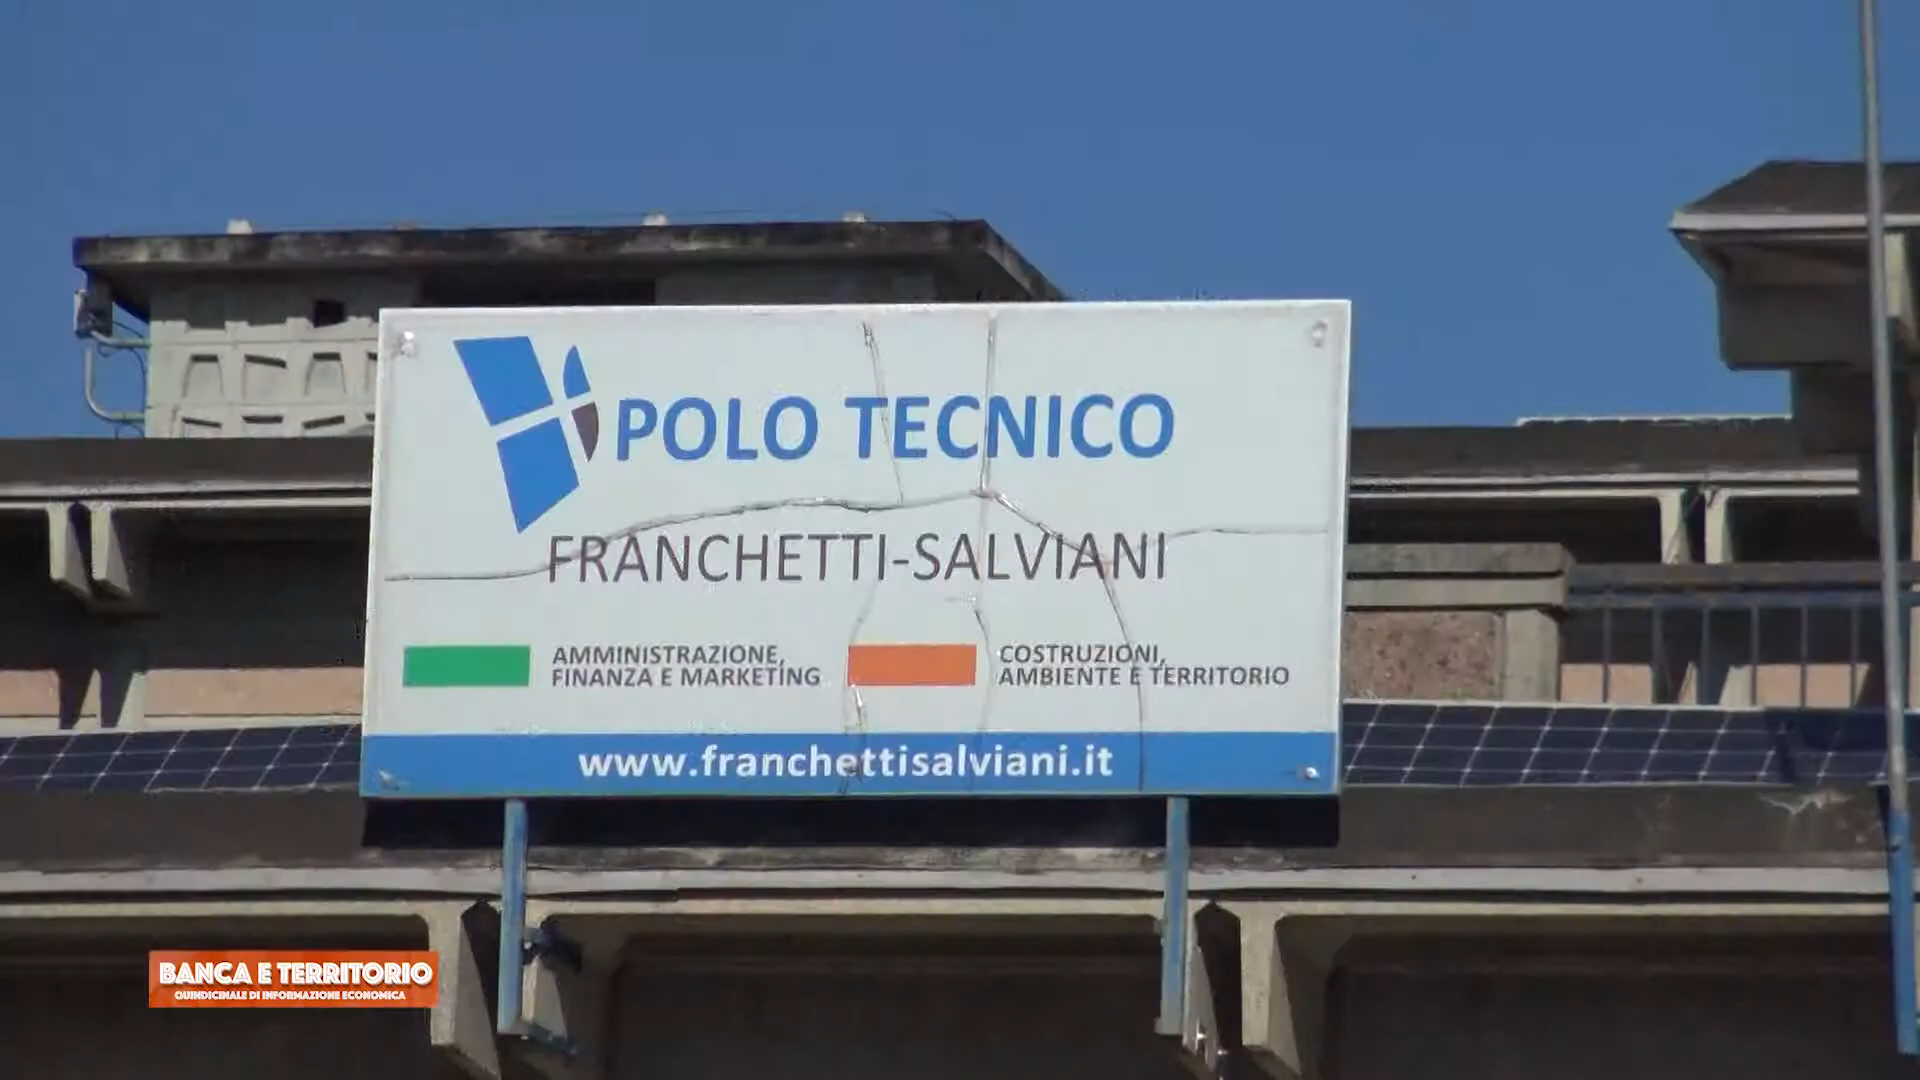 POLO TECNICO
FRANCHETTI-SALVIANI
AMMINISTRAZIONE,
FINANZA E MARKETING
COSTRUZIONI,
AMBIENTE E TERRITORIO
www.franchettisalviani.it
BANCA E TERRITORIO
QUINDICINALE DI INFORMAZIONE ECONOMICA